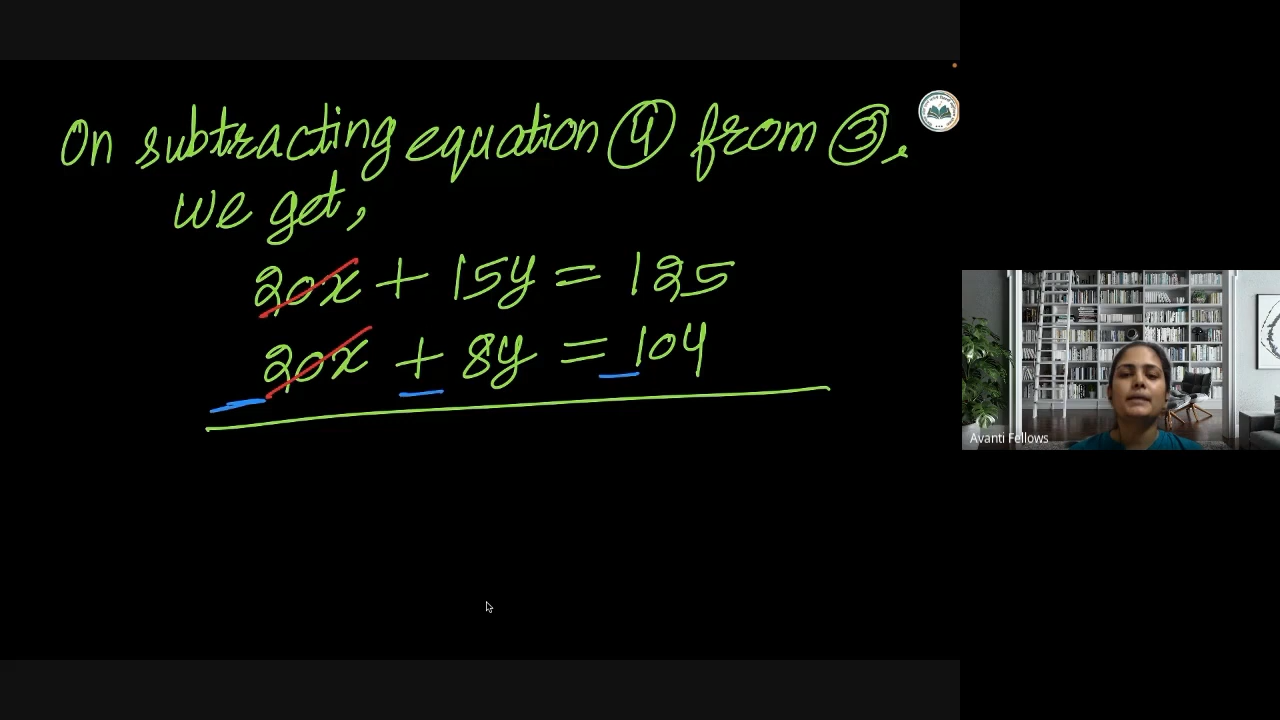 On subtracting equation ④ from ③,
we get,
20x + 15y = 125
20x + 8y = 104
Avanti Fellows